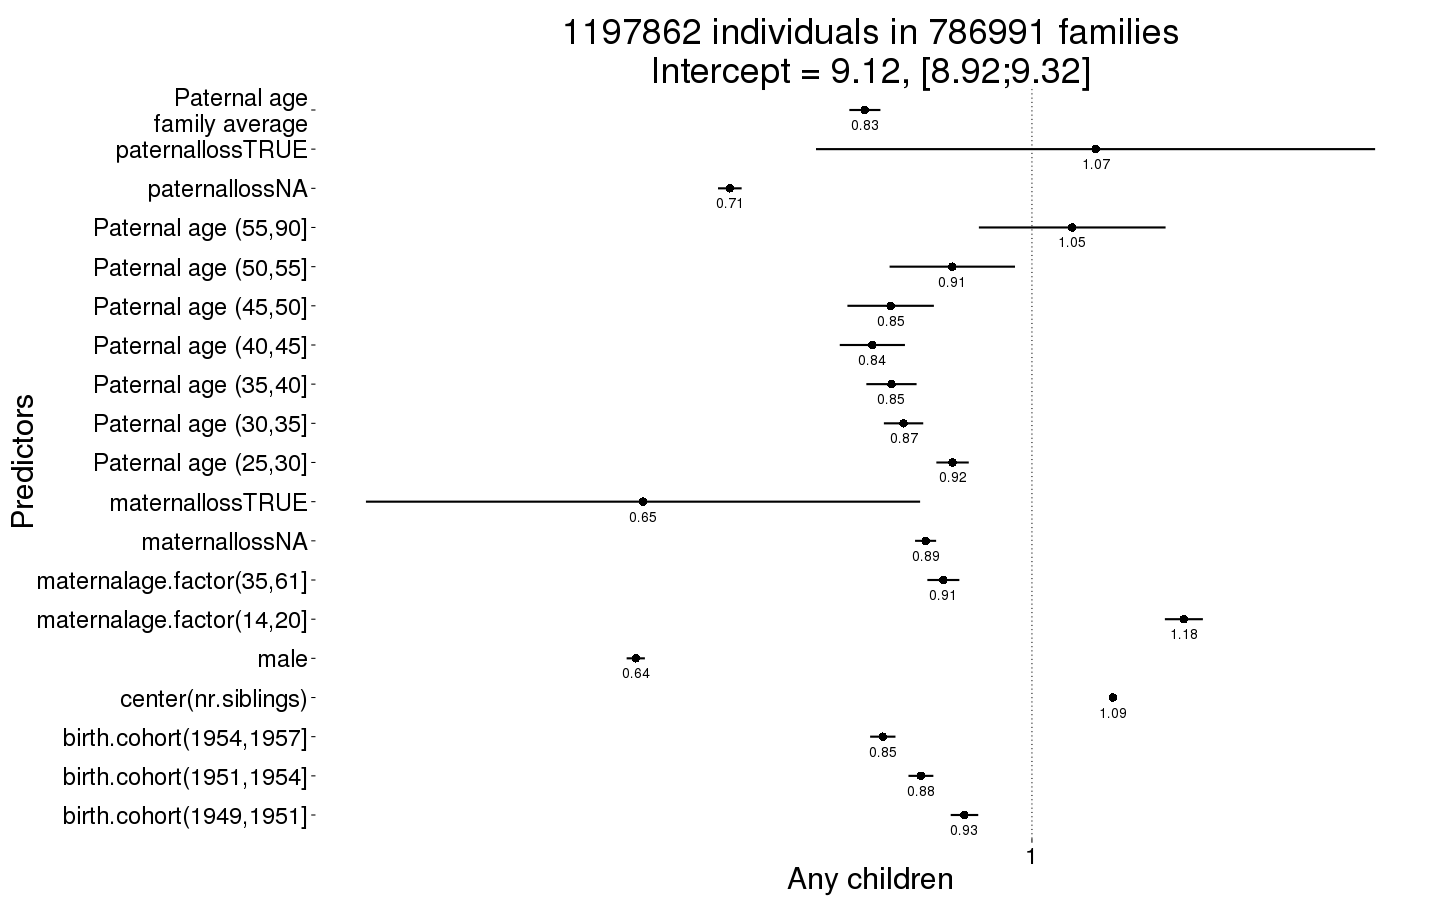 1197862 individuals in 786991 families
Intercept = 9.12, [8.92;9.32]
Predictors
Paternal age
family average
0.83
paternallossTRUE
1.07
paternallossNA
0.71
Paternal age (55,90]
1.05
Paternal age (50,55]
0.91
Paternal age (45,50]
0.85
Paternal age (40,45]
0.84
Paternal age (35,40]
0.85
Paternal age (30,35]
0.87
Paternal age (25,30]
0.92
maternallossTRUE
0.65
maternallossNA
0.89
maternalage.factor(35,61]
0.91
maternalage.factor(14,20]
1.18
male
0.64
center(nr.siblings)
1.09
birth.cohort(1954,1957]
0.85
birth.cohort(1951,1954]
0.88
birth.cohort(1949,1951]
0.93
1
Any children